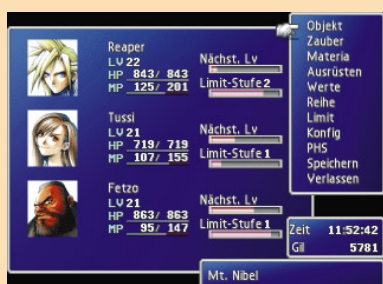 Reaper
LV 22
HP 843/ 843
MP 125/ 201
Nächst. Lv
Limit-Stufe 2
Tussi
LV 21
HP 719/ 719
MP 107/ 155
Nächst. Lv
Limit-Stufe 1
Fetzo
LV 21
HP 863/ 863
MP 95/ 147
Nächst. Lv
Limit-Stufe 1
Objekt
Zauber
Materia
Ausrüsten
Werte
Reihe
Limit
Konfig
PHS
Speichern
Verlassen
Zeit 11:52:42
Gil 5781
Mt. Nibel